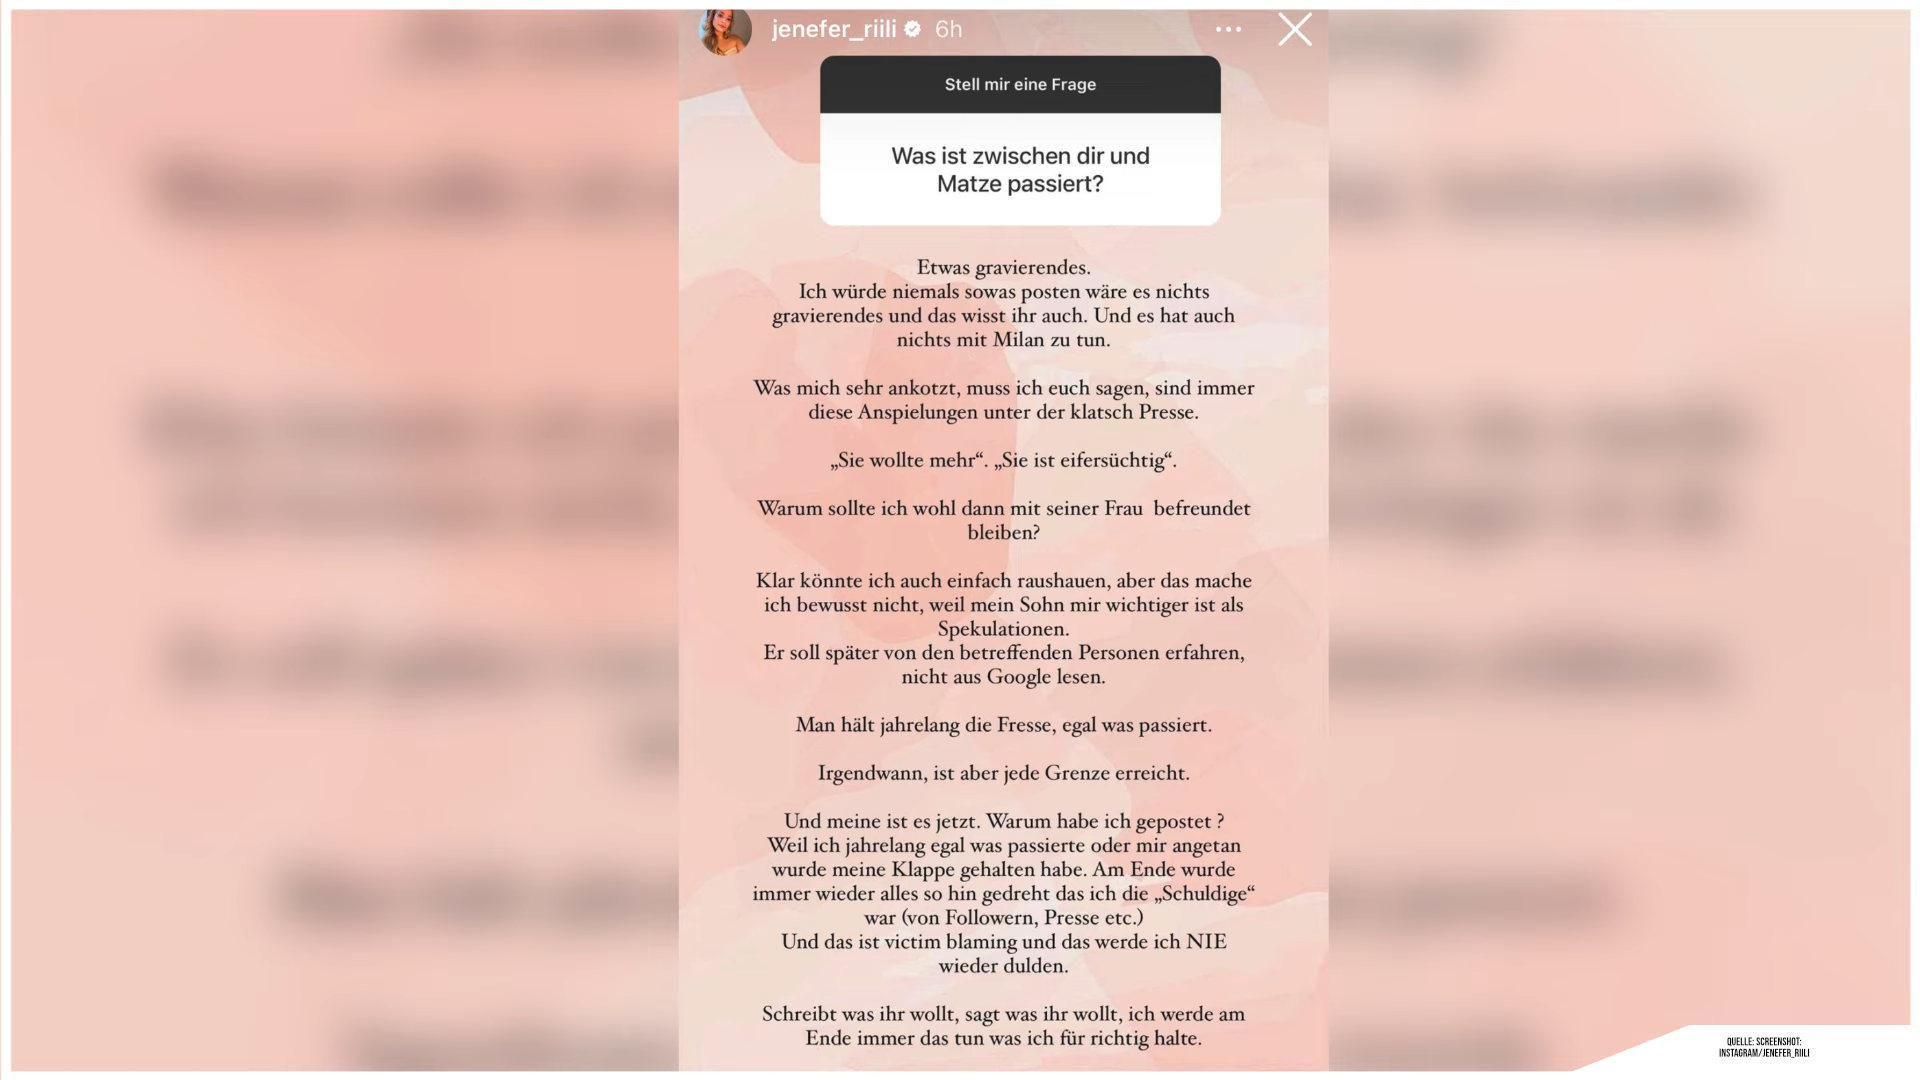 jenefer_riili 6h
Stell mir eine Frage
Was ist zwischen dir und
Matze passiert?
Etwas gravierendes.
Ich würde niemals sowas posten wäre es nichts
gravierendes und das wisst ihr auch. Und es hat auch
nichts mit Milan zu tun.
Was mich sehr ankotzt, muss ich euch sagen, sind immer
diese Anspielungen unter der klatsch Presse.
„Sie wollte mehr“. „Sie ist eifersüchtig“.
Warum sollte ich wohl dann mit seiner Frau  befreundet
bleiben?
Klar könnte ich auch einfach raushauen, aber das mache
ich bewusst nicht, weil mein Sohn mir wichtiger ist als
Spekulationen.
Er soll später von den betreffenden Personen erfahren,
nicht aus Google lesen.
Man hält jahrelang die Fresse, egal was passiert.
Irgendwann, ist aber jede Grenze erreicht.
Und meine ist es jetzt. Warum habe ich gepostet ?
Weil ich jahrelang egal was passierte oder mir angetan
wurde meine Klappe gehalten habe. Am Ende wurde
immer wieder alles so hin gedreht das ich die „Schuldige“
war (von Followern, Presse etc.)
Und das ist victim blaming und das werde ich NIE
wieder dulden.
Schreibt was ihr wollt, sagt was ihr wollt, ich werde am
Ende immer das tun was ich für richtig halte.
QUELLE: SCREENSHOT:
INSTAGRAM/JENEFER_RIILI